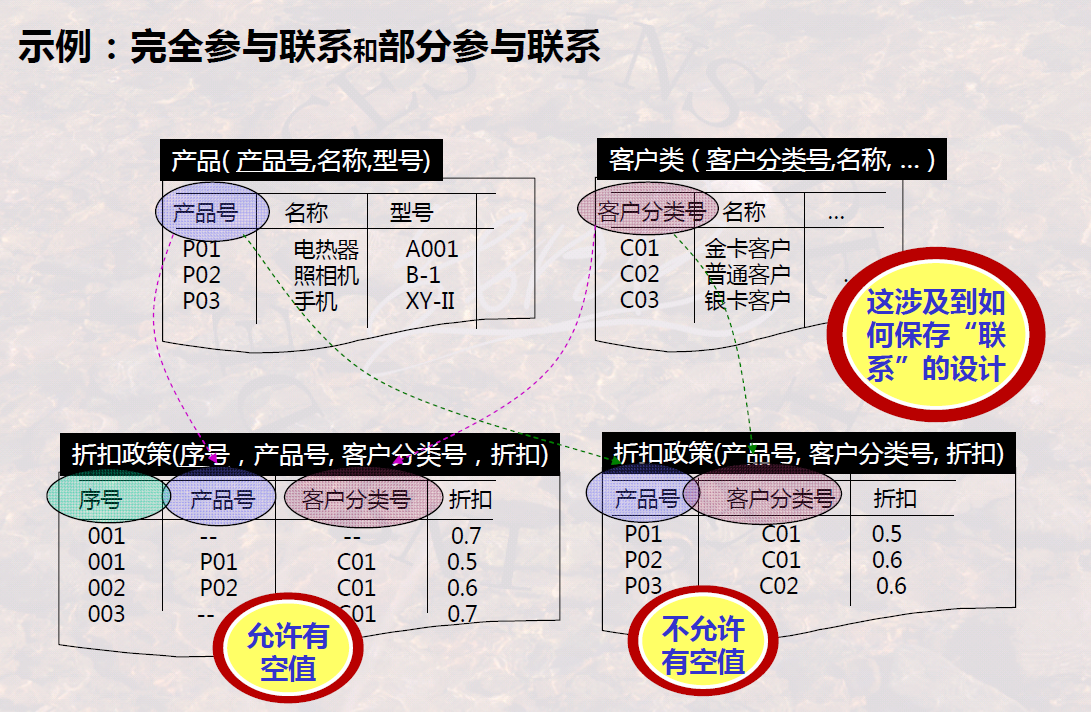 示例：完全参与联系和部分参与联系
产品( 产品号,名称,型号)
产品号 名称 型号
P01 电热器 A001
P02 照相机 B-1
P03 手机 XY-II
客户类 ( 客户分类号,名称, ... )
客户分类号 名称 ...
C01 金卡客户
C02 普通客户
C03 银卡客户
这涉及到如
何保存“联
系”的设计
折扣政策(序号，产品号, 客户分类号，折扣)
序号 产品号 客户分类号 折扣
001 -- -- 0.7
001 P01 C01 0.5
002 P02 C01 0.6
003 -- C01 0.7
允许有
空值
折扣政策(产品号, 客户分类号, 折扣)
产品号 客户分类号 折扣
P01 C01 0.5
P02 C01 0.6
P03 C02 0.6
不允许
有空值